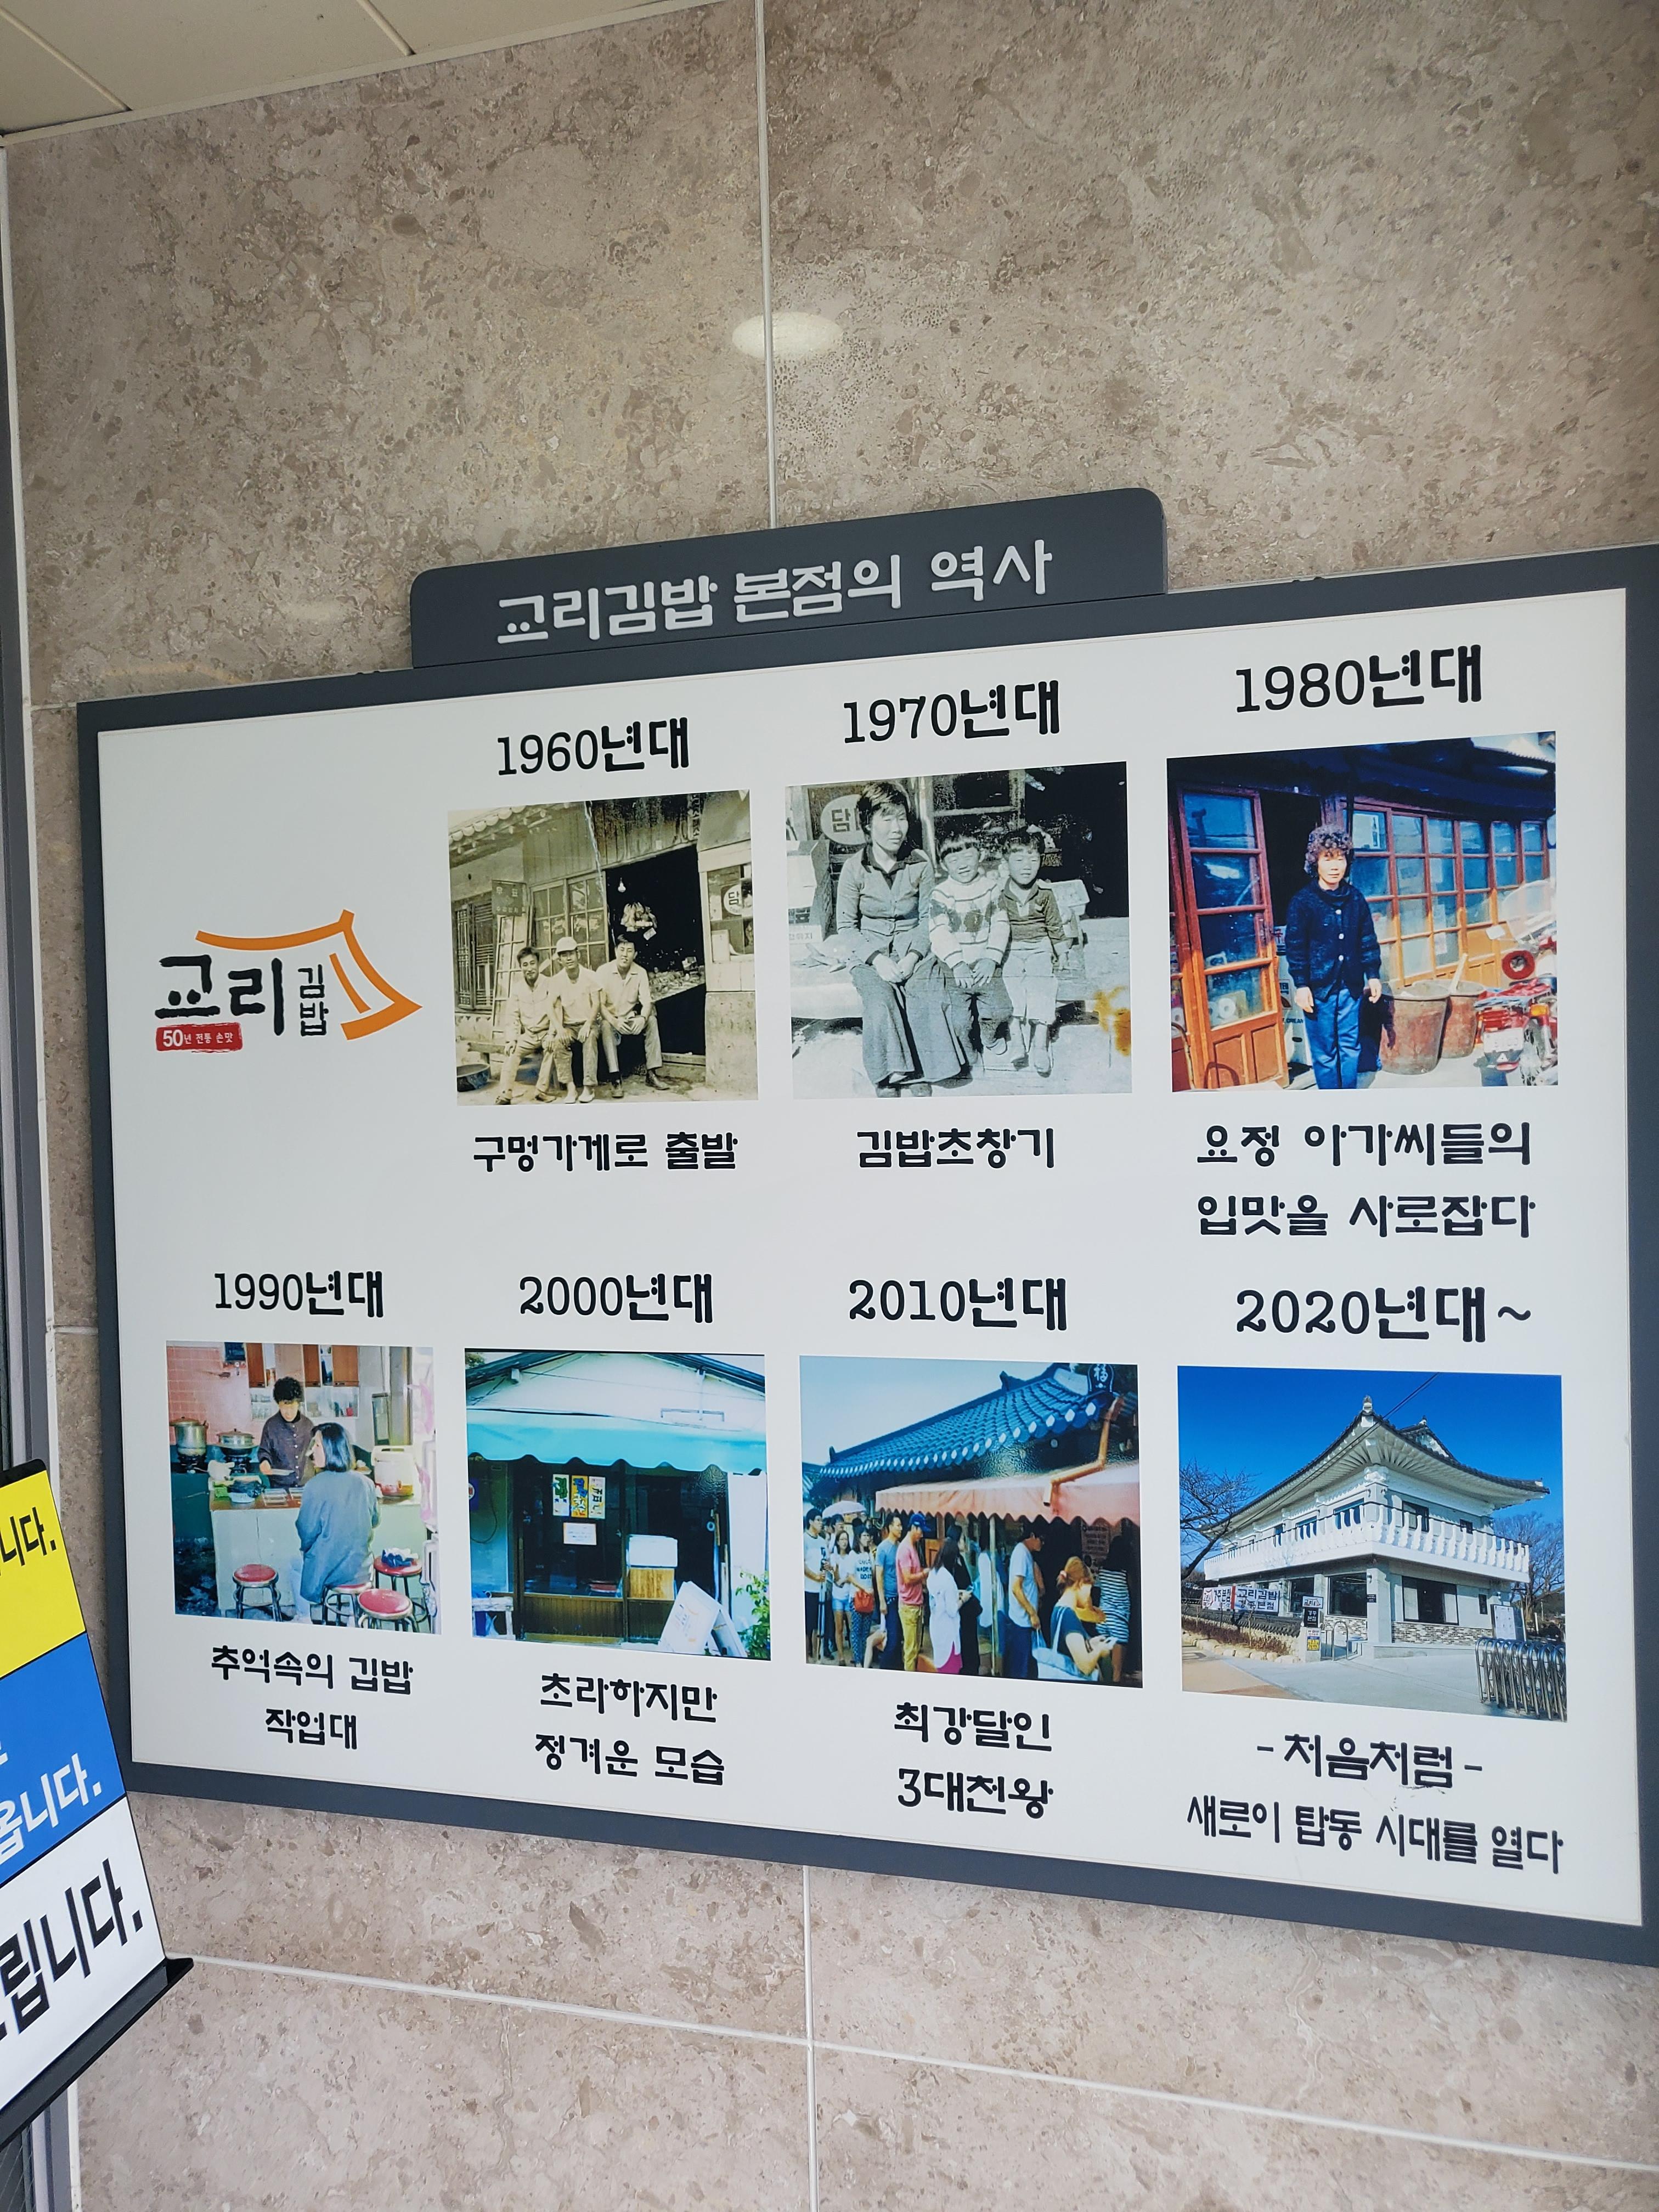 교리김밥 본점의 역사
1960년대
1970년대
1980년대
담
담
교리
김밥
50년 전통 손맛
구멍가게로 출발
김밥초창기
요정 아가씨들의
입맛을 사로잡다
1990년대
2000년대
2010년대
2020년대~
교리김밥
추억속의 김밥
작업대
초라하지만
정겨운 모습
최강달인
3대천왕
-처음처럼-
새로이 탑동 시대를 열다
니다.
옵니다.
립니다.